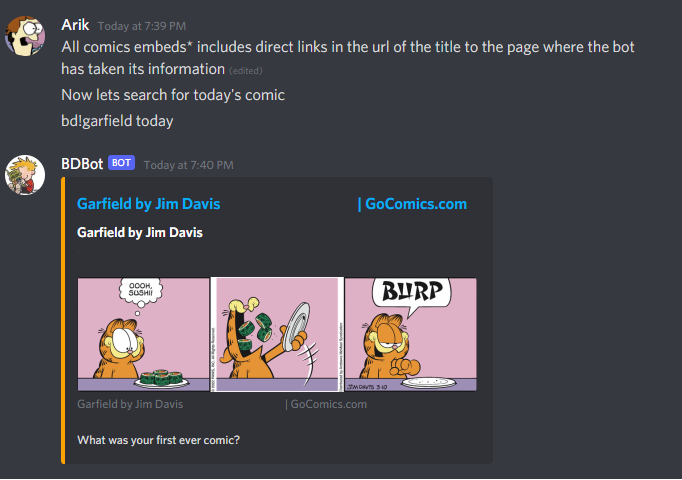 Arik Today at 7:39 PM
All comics embeds* includes direct links in the url of the title to the page where the bot
has taken its information (edited)
Now lets search for today's comic
bd!garfield today
BDBot BOT Today at 7:40 PM
Garfield by Jim Davis | GoComics.com
Garfield by Jim Davis
OOOH,
SUSHI!
BURP
JIM DAVIS 3-10
Garfield by Jim Davis | GoComics.com
What was your first ever comic?